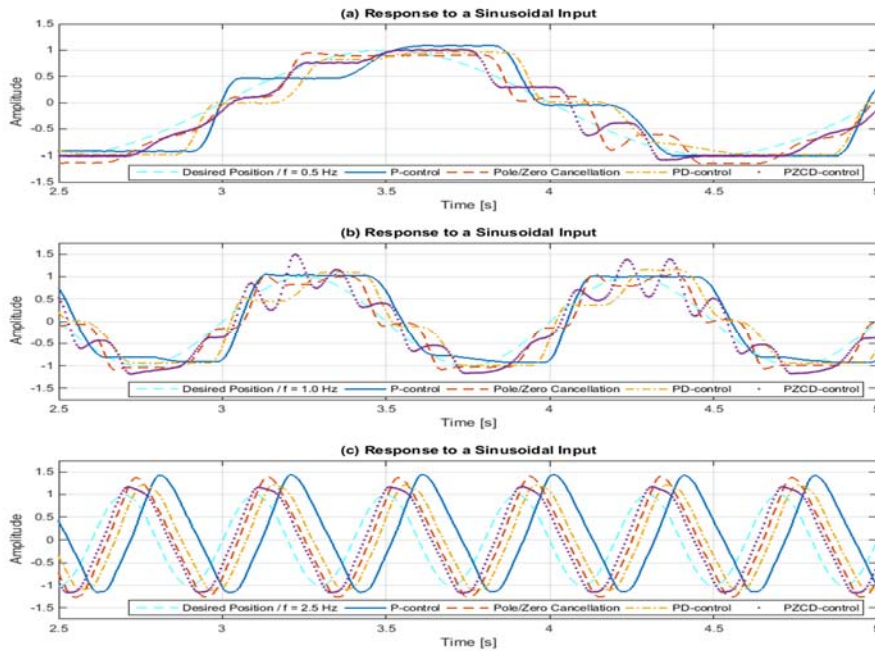 (a) Response to a Sinusoidal Input
Amplitude
1.5
1
0.5
0
-0.5
-1
-1.5
Desired Position / f = 0.5 Hz P-control Pole/Zero Cancellation PD-control PZCD-control
2.5 3 3.5 4 4.5 5
Time [s]
(b) Response to a Sinusoidal Input
Amplitude
1.5
1
0.5
0
-0.5
-1
-1.5
Desired Position / f = 1.0 Hz P-control Pole/Zero Cancellation PD-control PZCD-control
2.5 3 3.5 4 4.5 5
Time [s]
(c) Response to a Sinusoidal Input
Amplitude
1.5
1
0.5
0
-0.5
-1
-1.5
Desired Position / f = 2.5 Hz P-control Pole/Zero Cancellation PD-control PZCD-control
2.5 3 3.5 4 4.5 5
Time [s]